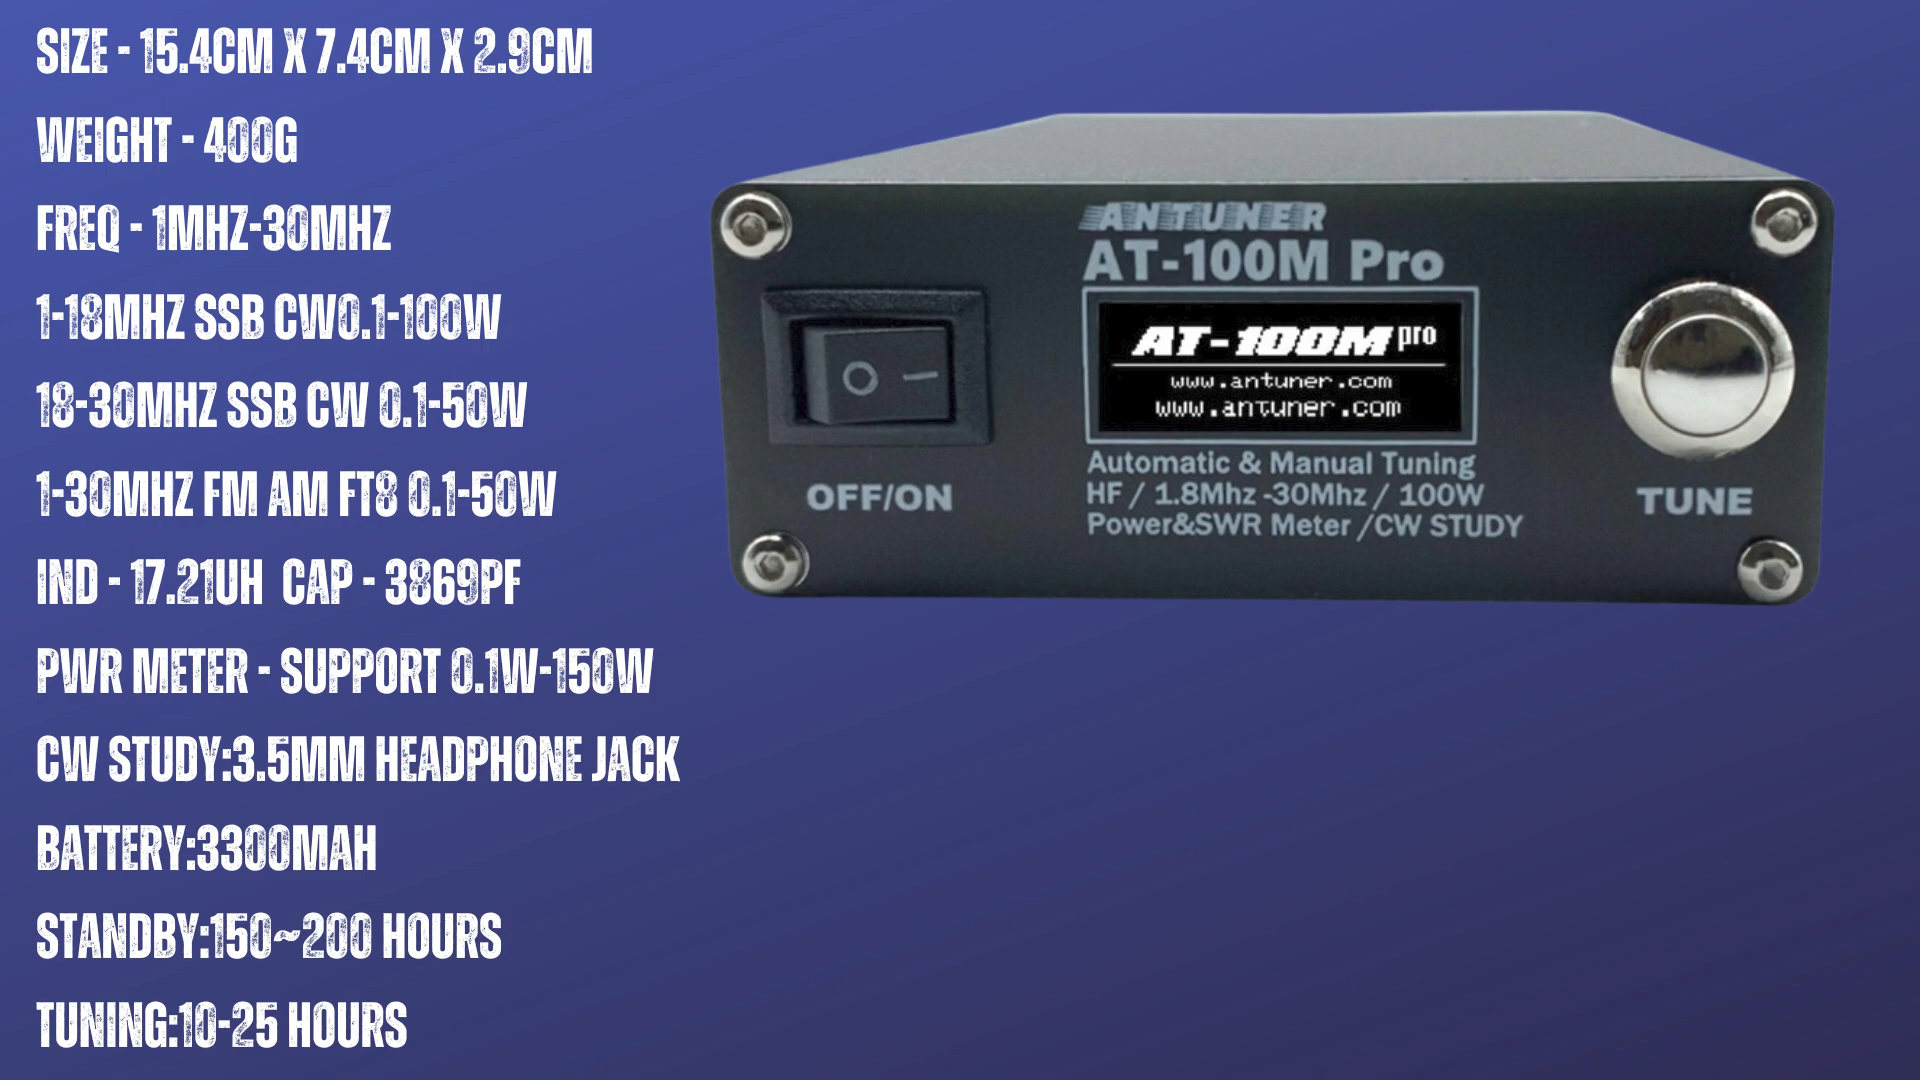 SIZE - 15.4CM X 7.4CM X 2.9CM
WEIGHT - 400G
FREQ - 1MHZ-30MHZ
1-18MHZ SSB CW0.1-100W
18-30MHZ SSB CW 0.1-50W
1-30MHZ FM AM FT8 0.1-50W
IND - 17.21UH  CAP - 3869PF
PWR METER - SUPPORT 0.1W-150W
CW STUDY:3.5MM HEADPHONE JACK
BATTERY:3300MAH
STANDBY:150~200 HOURS
TUNING:10-25 HOURS
ANTUNER
AT-100M Pro
AT-100M pro
www.antuner.com
www.antuner.com
Automatic & Manual Tuning
HF / 1.8Mhz -30Mhz / 100W
Power&SWR Meter /CW STUDY
OFF/ON
TUNE